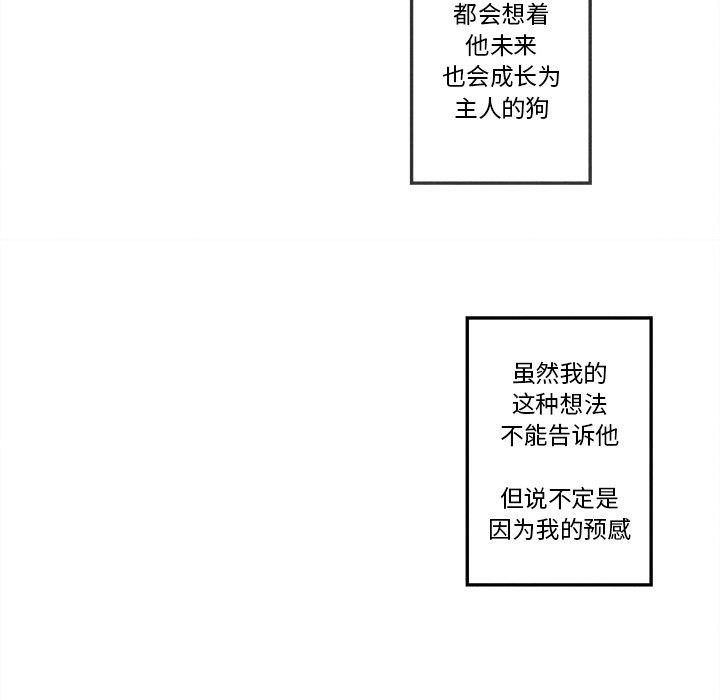 都会想着
他未来
也会成长为
主人的狗
虽然我的
这种想法
不能告诉他
但说不定是
因为我的预感